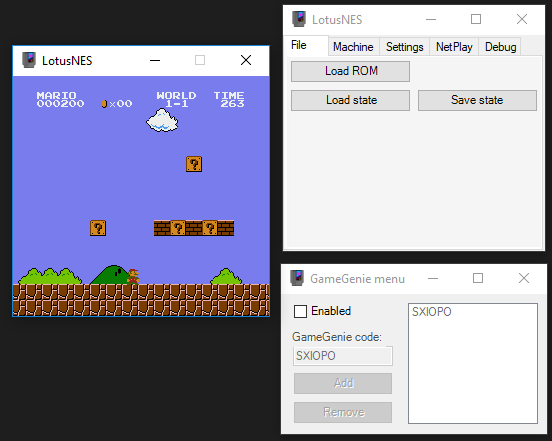 LotusNES
MARIO WORLD TIME
000200 ×00 1-1 263
? 
?
? ?
LotusNES
File Machine Settings NetPlay Debug
Load ROM
Load state Save state
GameGenie menu
Enabled
GameGenie code:
SXIOPO
Add
Remove
SXIOPO